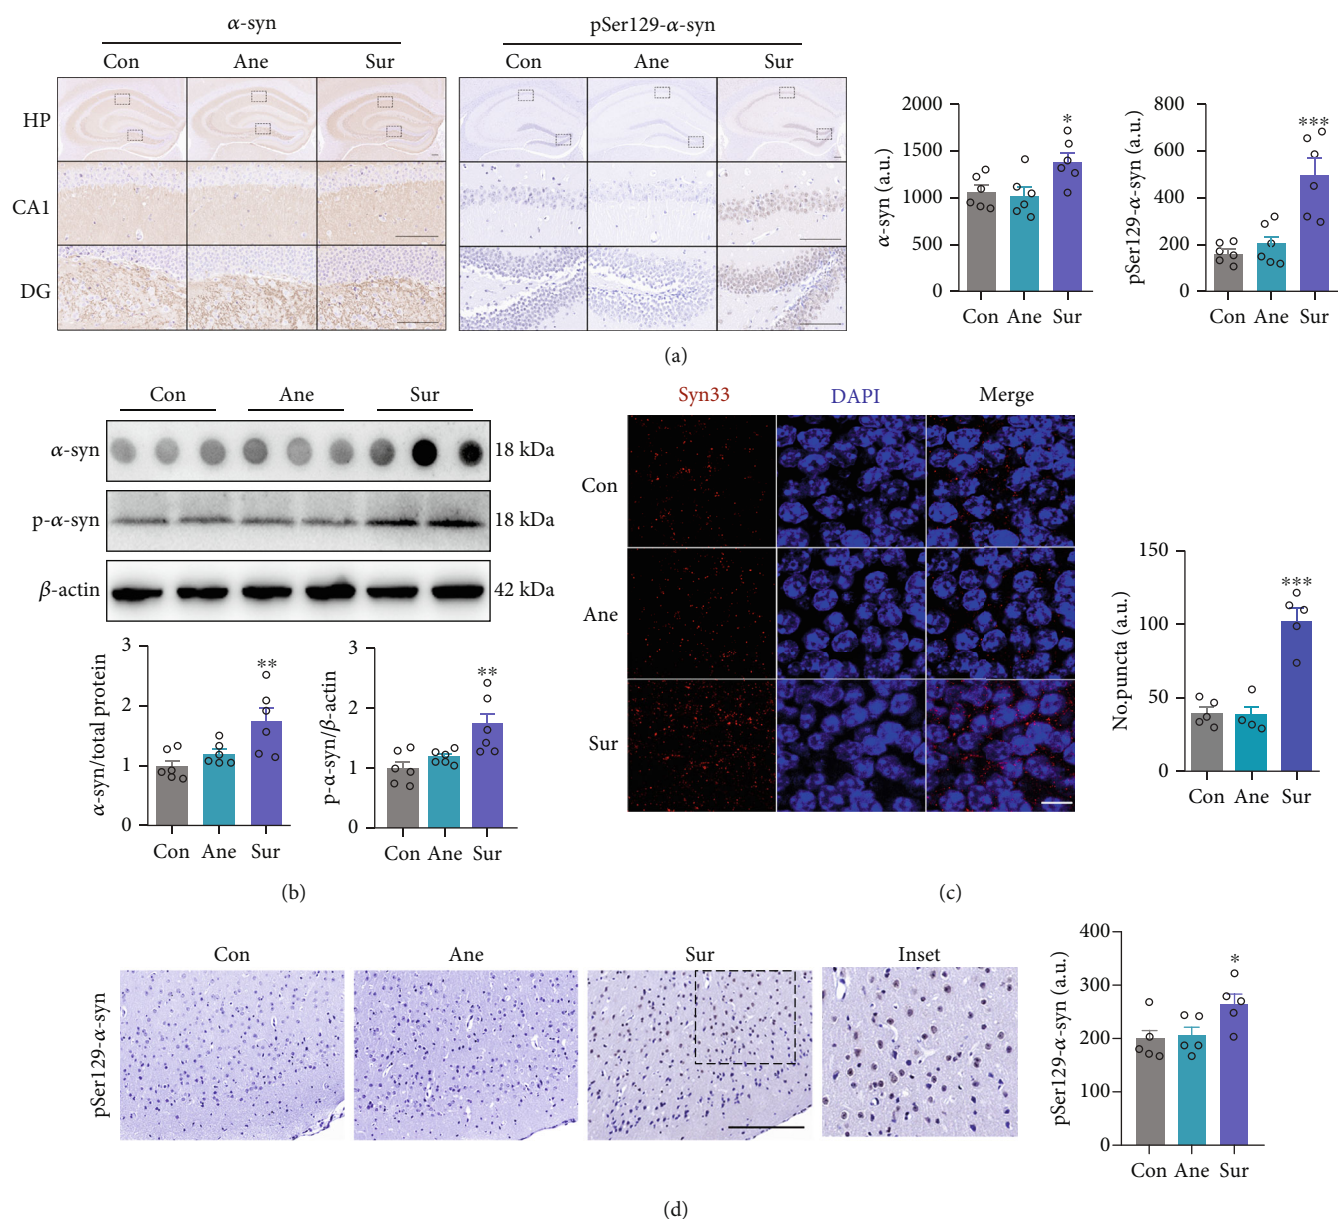 α-syn
pSer129-α-syn
Con Ane Sur
Con Ane Sur
HP
CA1
DG
2000
1500
1000
500
0
α-syn (a.u.)
*
Con Ane Sur
800
600
400
200
0
pSer129-α-syn (a.u.)
***
Con Ane Sur
(a)
Con Ane Sur
α-syn 18 kDa
p-α-syn 18 kDa
β-actin 42 kDa
3
2
1
0
α-syn/total protein
**
Con Ane Sur
3
2
1
0
p-α-syn/β-actin
**
Con Ane Sur
(b)
Syn33 DAPI Merge
Con
Ane
Sur
150
100
50
0
No.puncta (a.u.)
***
Con Ane Sur
(c)
Con Ane Sur Inset
pSer129-α-syn
400
300
200
100
0
pSer129-α-syn (a.u.)
*
Con Ane Sur
(d)